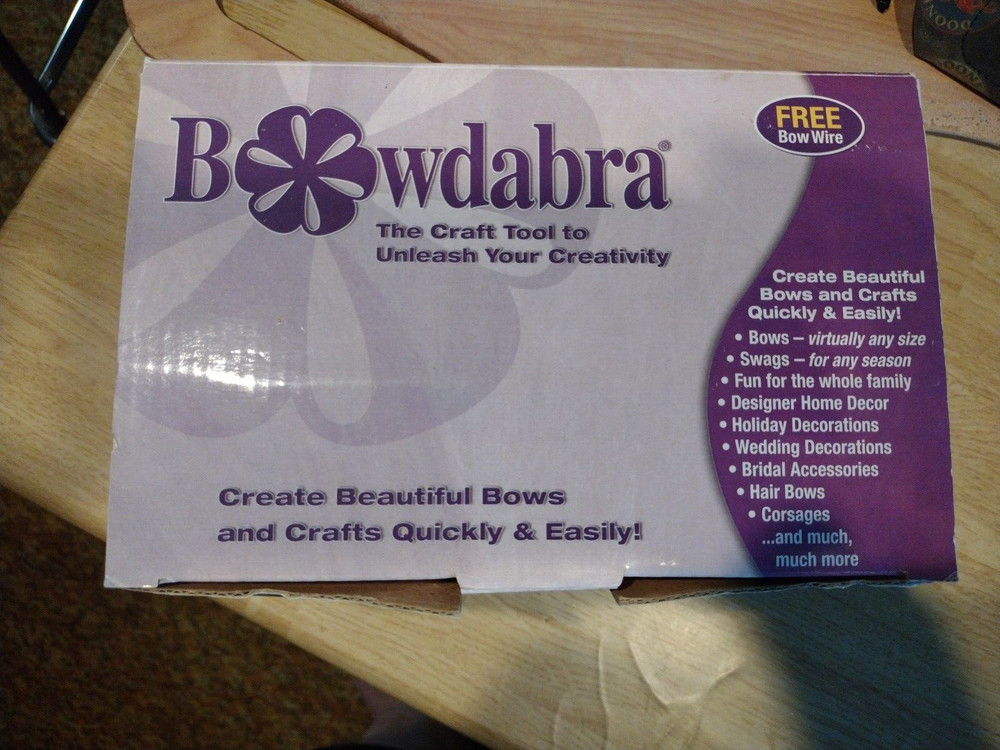 Bowdabra®
The Craft Tool to
Unleash Your Creativity
FREE
Bow Wire
Create Beautiful
Bows and Crafts
Quickly & Easily!
• Bows – virtually any size
• Swags – for any season
• Fun for the whole family
• Designer Home Decor
• Holiday Decorations
• Wedding Decorations
• Bridal Accessories
• Hair Bows
• Corsages
...and much,
much more
Create Beautiful Bows
and Crafts Quickly & Easily!